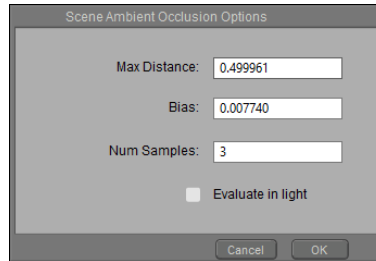 Scene Ambient Occlusion Options
Max Distance: 0.499961
Bias: 0.007740
Num Samples: 3
Evaluate in light
Cancel OK